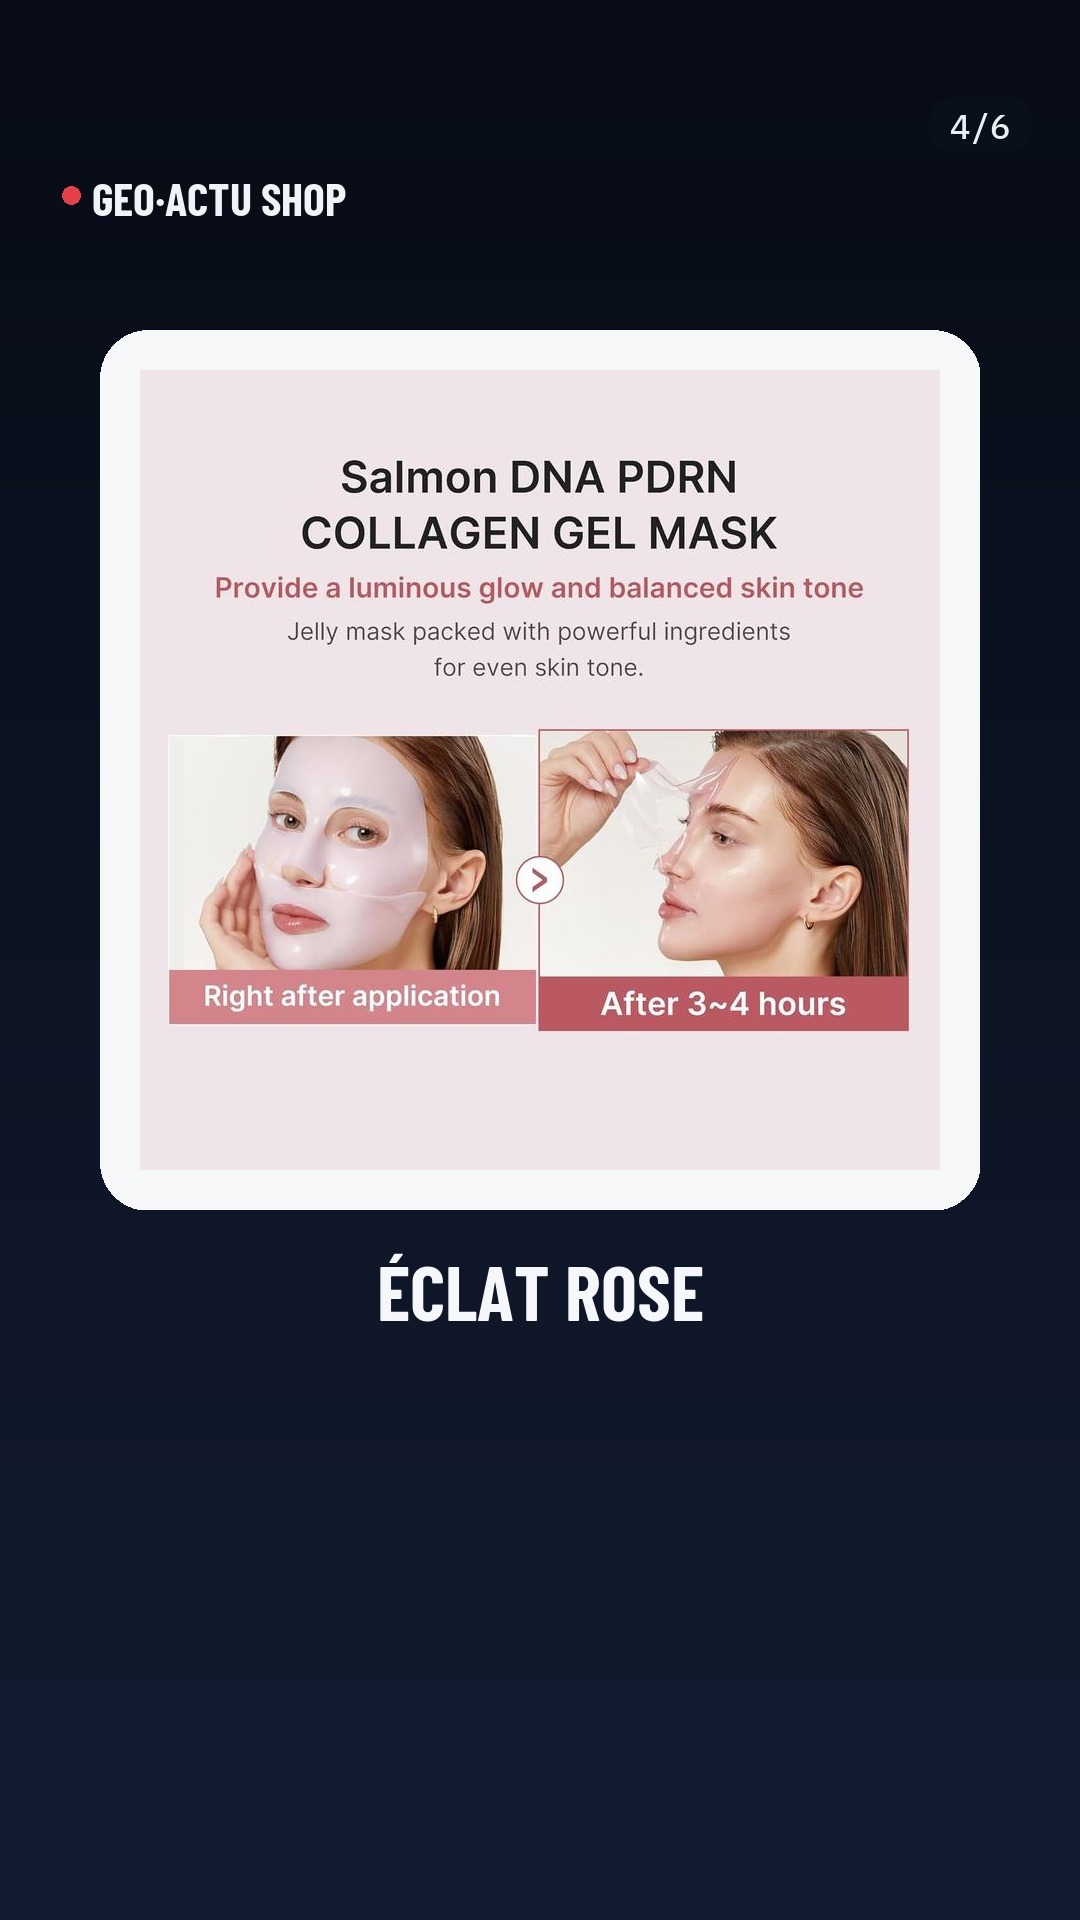 4/6
GEO·ACTU SHOP
Salmon DNA PDRN
COLLAGEN GEL MASK
Provide a luminous glow and balanced skin tone
Jelly mask packed with powerful ingredients
for even skin tone.
Right after application
After 3~4 hours
ÉCLAT ROSE